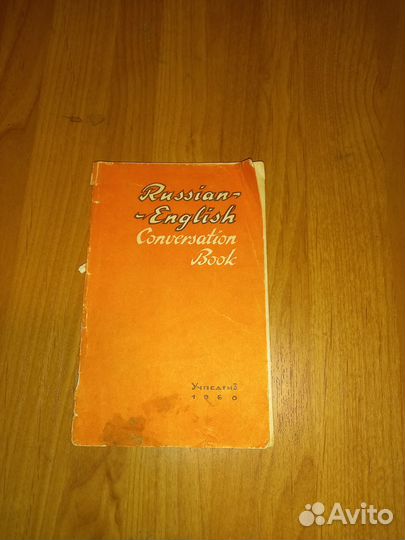 Russian-
-English
Conversation
Book
Учпедгиз
1960
Avito